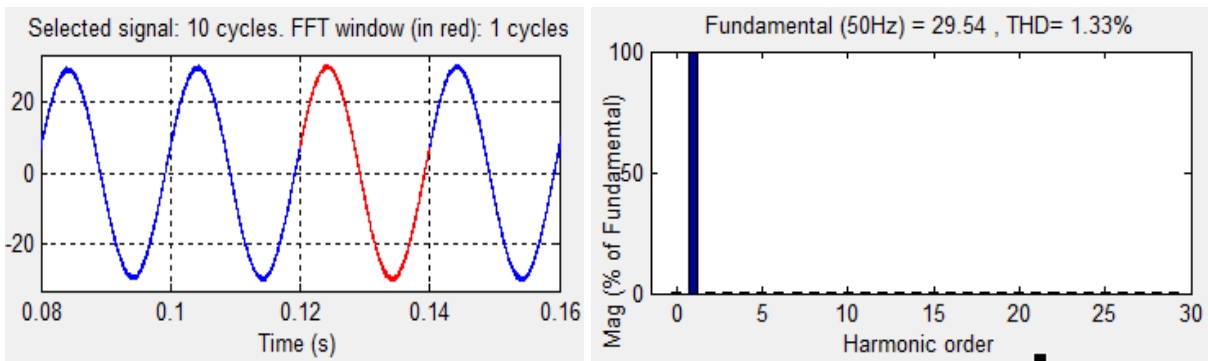 Selected signal: 10 cycles. FFT window (in red): 1 cycles
20
0
-20
0.08 0.1 0.12 0.14 0.16
Time (s)
Fundamental (50Hz) = 29.54 , THD= 1.33%
Mag (% of Fundamental)
100
50
0
0 5 10 15 20 25 30
Harmonic order